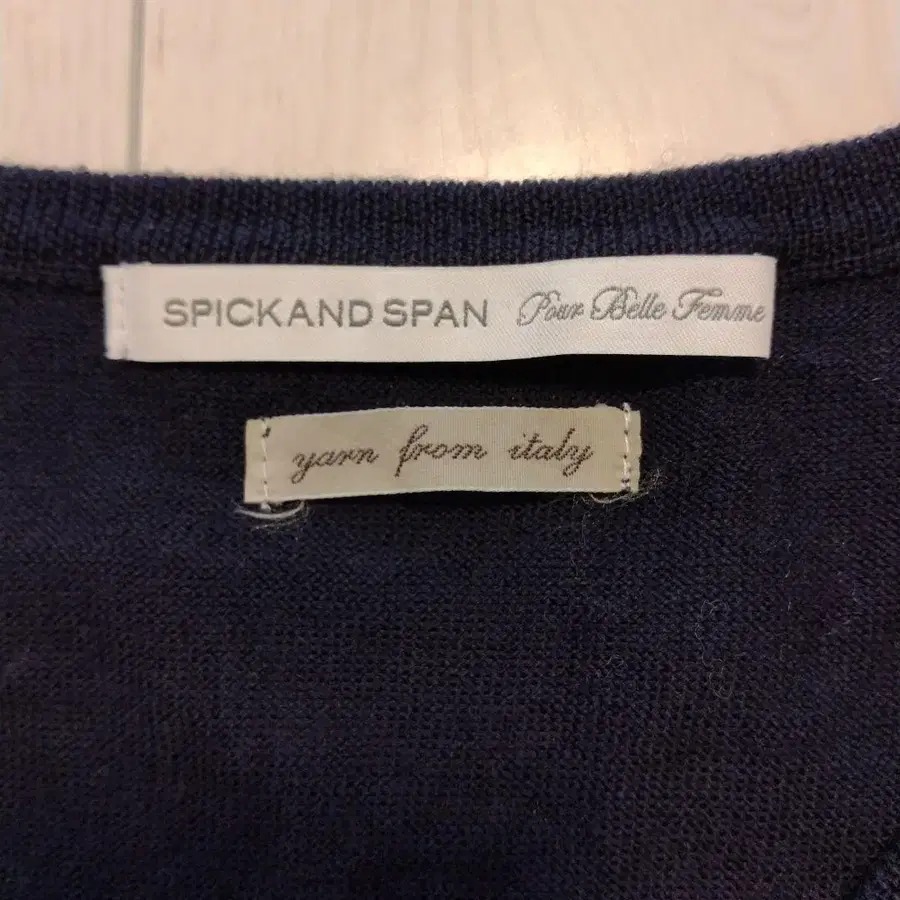 SPICKAND SPAN Pour Belle Femme
yarn from italy